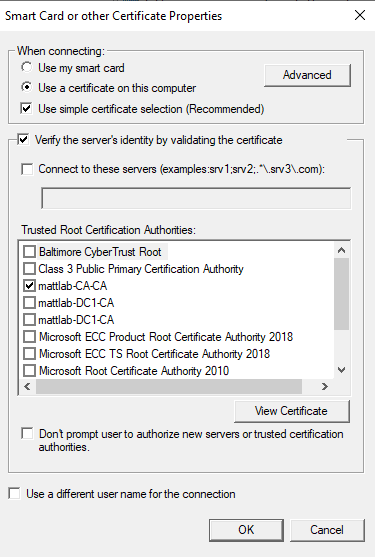 Smart Card or other Certificate Properties
When connecting:
Use my smart card
Advanced
Use a certificate on this computer
Use simple certificate selection (Recommended)
Verify the server's identity by validating the certificate
Connect to these servers (examples:srv1;srv2;.*\.srv3\.com):
Trusted Root Certification Authorities:
Baltimore CyberTrust Root
Class 3 Public Primary Certification Authority
mattlab-CA-CA
mattlab-DC1-CA
mattlab-DC1-CA
Microsoft ECC Product Root Certificate Authority 2018
Microsoft ECC TS Root Certificate Authority 2018
Microsoft Root Certificate Authority 2010
View Certificate
Don't prompt user to authorize new servers or trusted certification
authorities.
Use a different user name for the connection
OK
Cancel